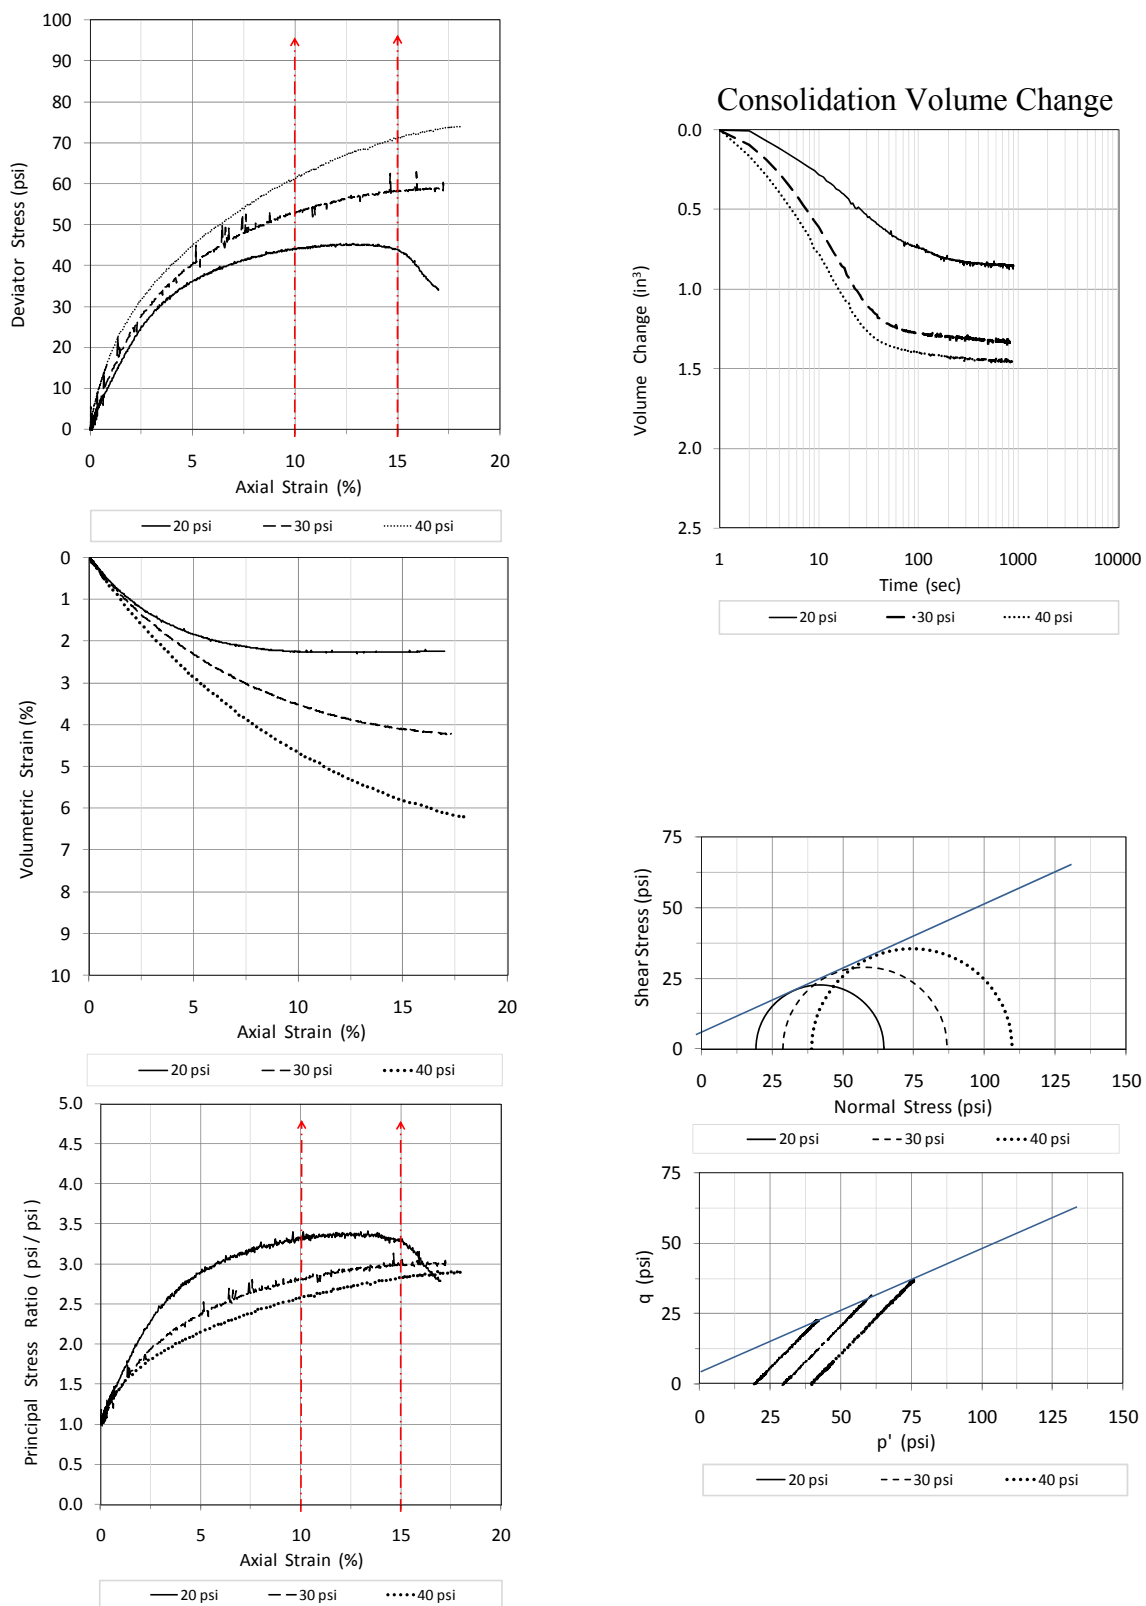 100
90
80
70
60
50
40
30
20
10
0
Deviator Stress (psi)
0 5 10 15 20
Axial Strain (%)
20 psi 30 psi 40 psi
0
1
2
3
4
5
6
7
8
9
10
Volumetric Strain (%)
0 5 10 15 20
Axial Strain (%)
20 psi 30 psi 40 psi
5.0
4.5
4.0
3.5
3.0
2.5
2.0
1.5
1.0
0.5
0.0
Principal Stress Ratio ( psi / psi )
0 5 10 15 20
Axial Strain (%)
20 psi 30 psi 40 psi
Consolidation Volume Change
0.0
0.5
1.0
1.5
2.0
2.5
Volume Change (in³)
1 10 100 1000 10000
Time (sec)
20 psi 30 psi 40 psi
75
50
25
0
Shear Stress (psi)
0 25 50 75 100 125 150
Normal Stress (psi)
20 psi 30 psi 40 psi
75
50
25
0
q (psi)
0 25 50 75 100 125 150
p' (psi)
20 psi 30 psi 40 psi